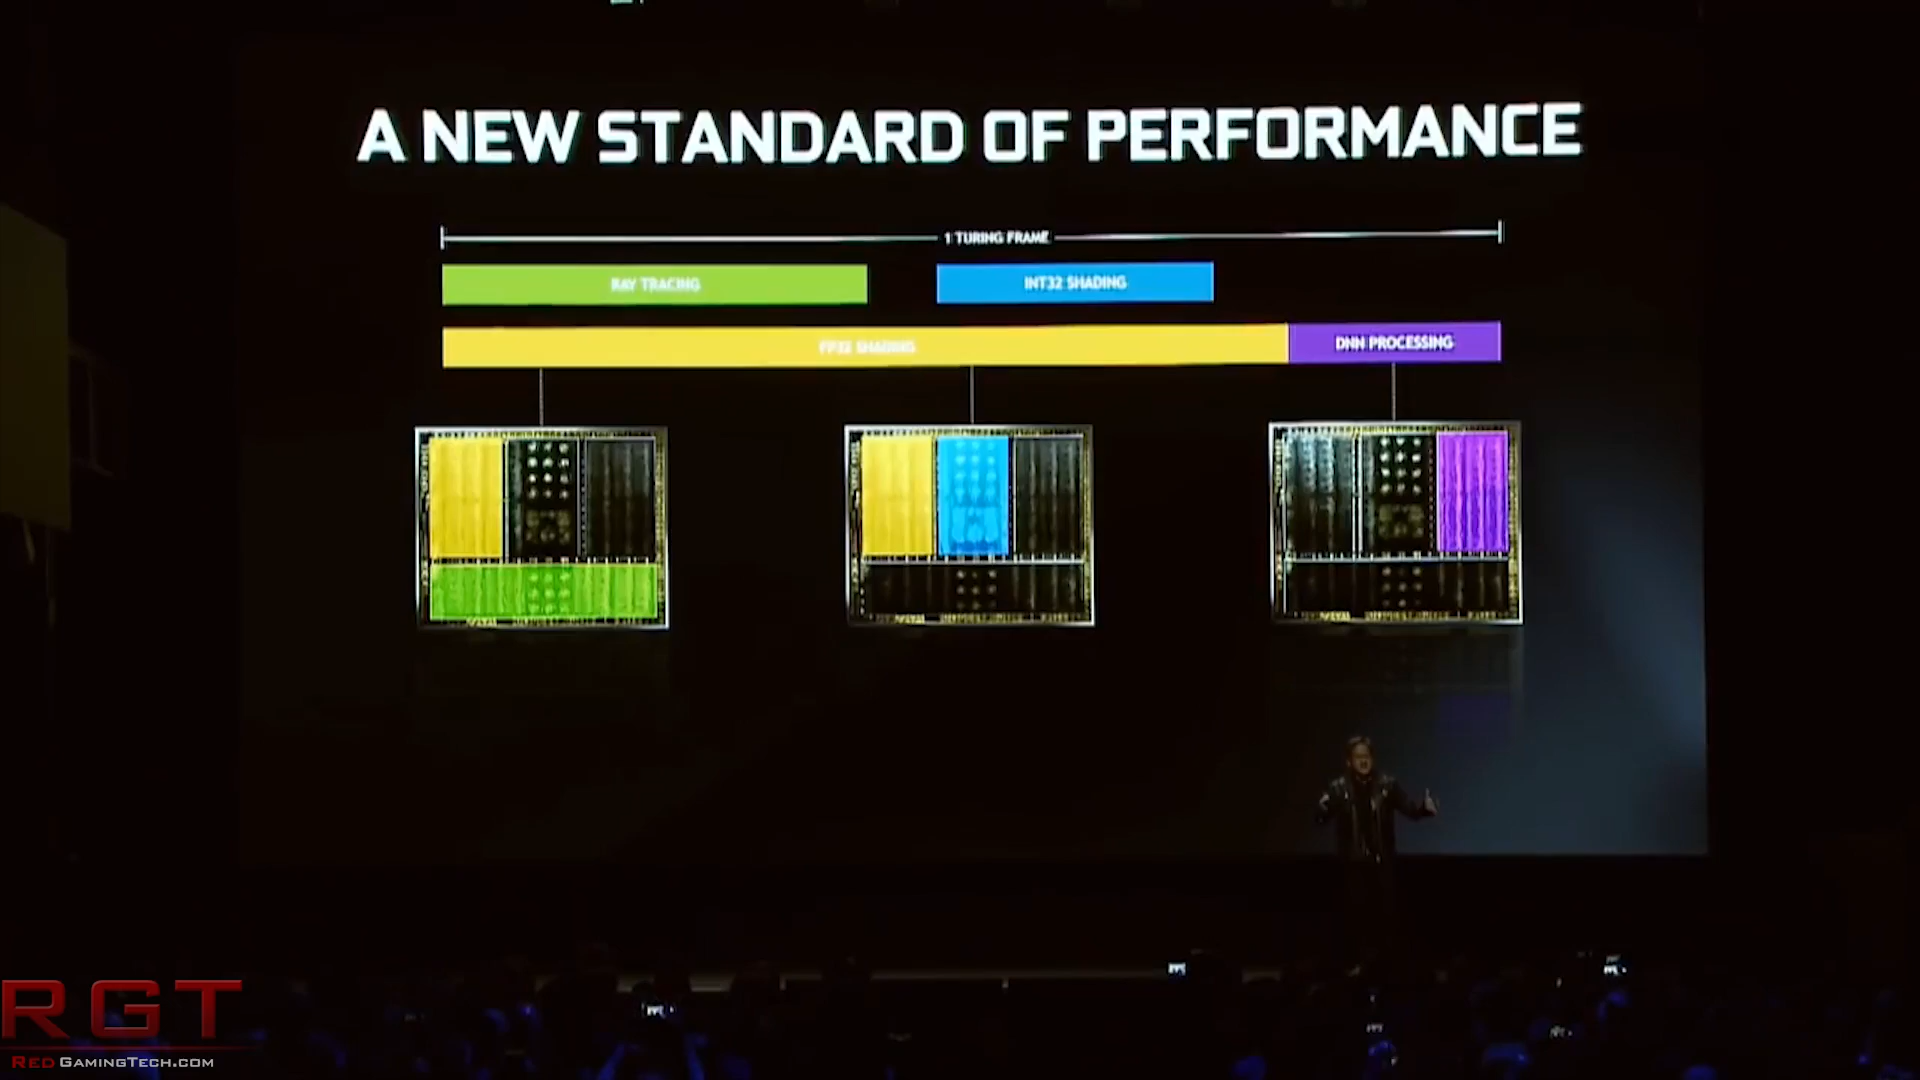 A NEW STANDARD OF PERFORMANCE
1 TURING FRAME
RAY TRACING
INT32 SHADING
FP32 SHADING
DNN PROCESSING
RGT
REDGAMINGTECH.COM